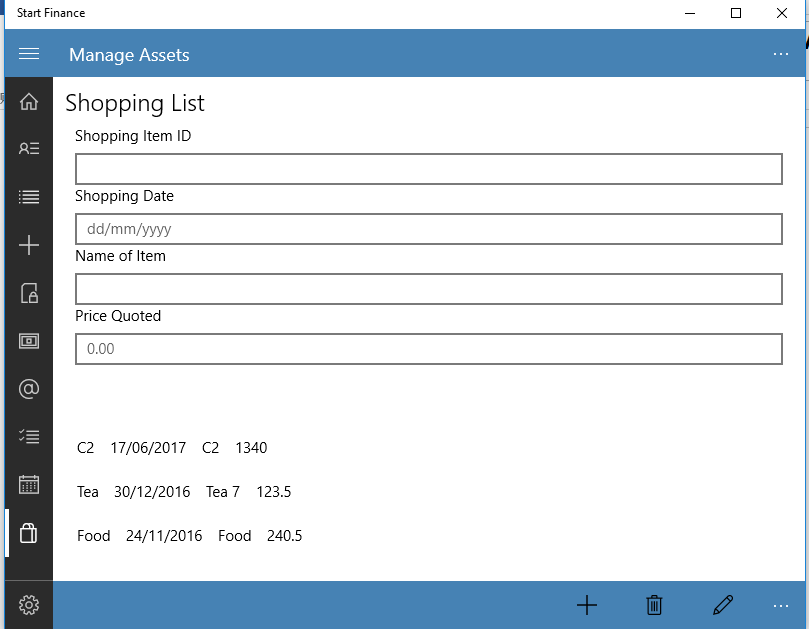 Start Finance
Manage Assets
Shopping List
Shopping Item ID
Shopping Date
dd/mm/yyyy
Name of Item
Price Quoted
0.00
C2 17/06/2017 C2 1340
Tea 30/12/2016 Tea 7 123.5
Food 24/11/2016 Food 240.5